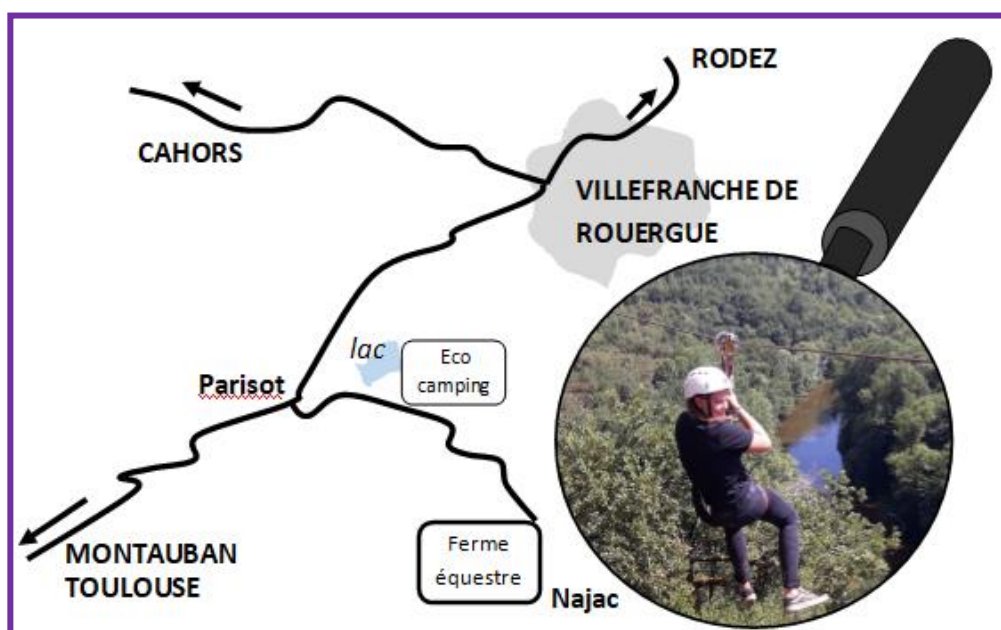 RODEZ
CAHORS
VILLEFRANCHE DE
ROUERGUE
lac
Eco
camping
Parisot
MONTAUBAN
TOULOUSE
Ferme
équestre
Najac